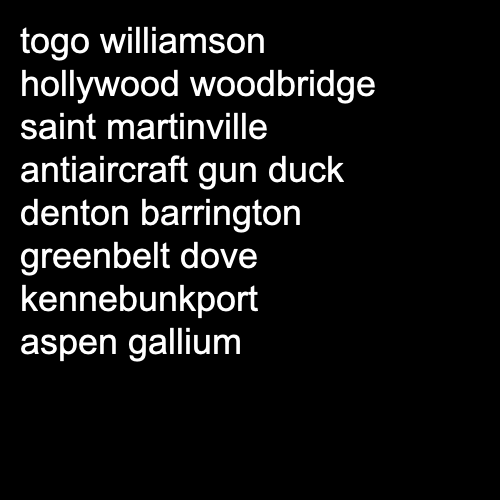 togo williamson
hollywood woodbridge
saint martinville
antiaircraft gun duck
denton barrington
greenbelt dove
kennebunkport
aspen gallium